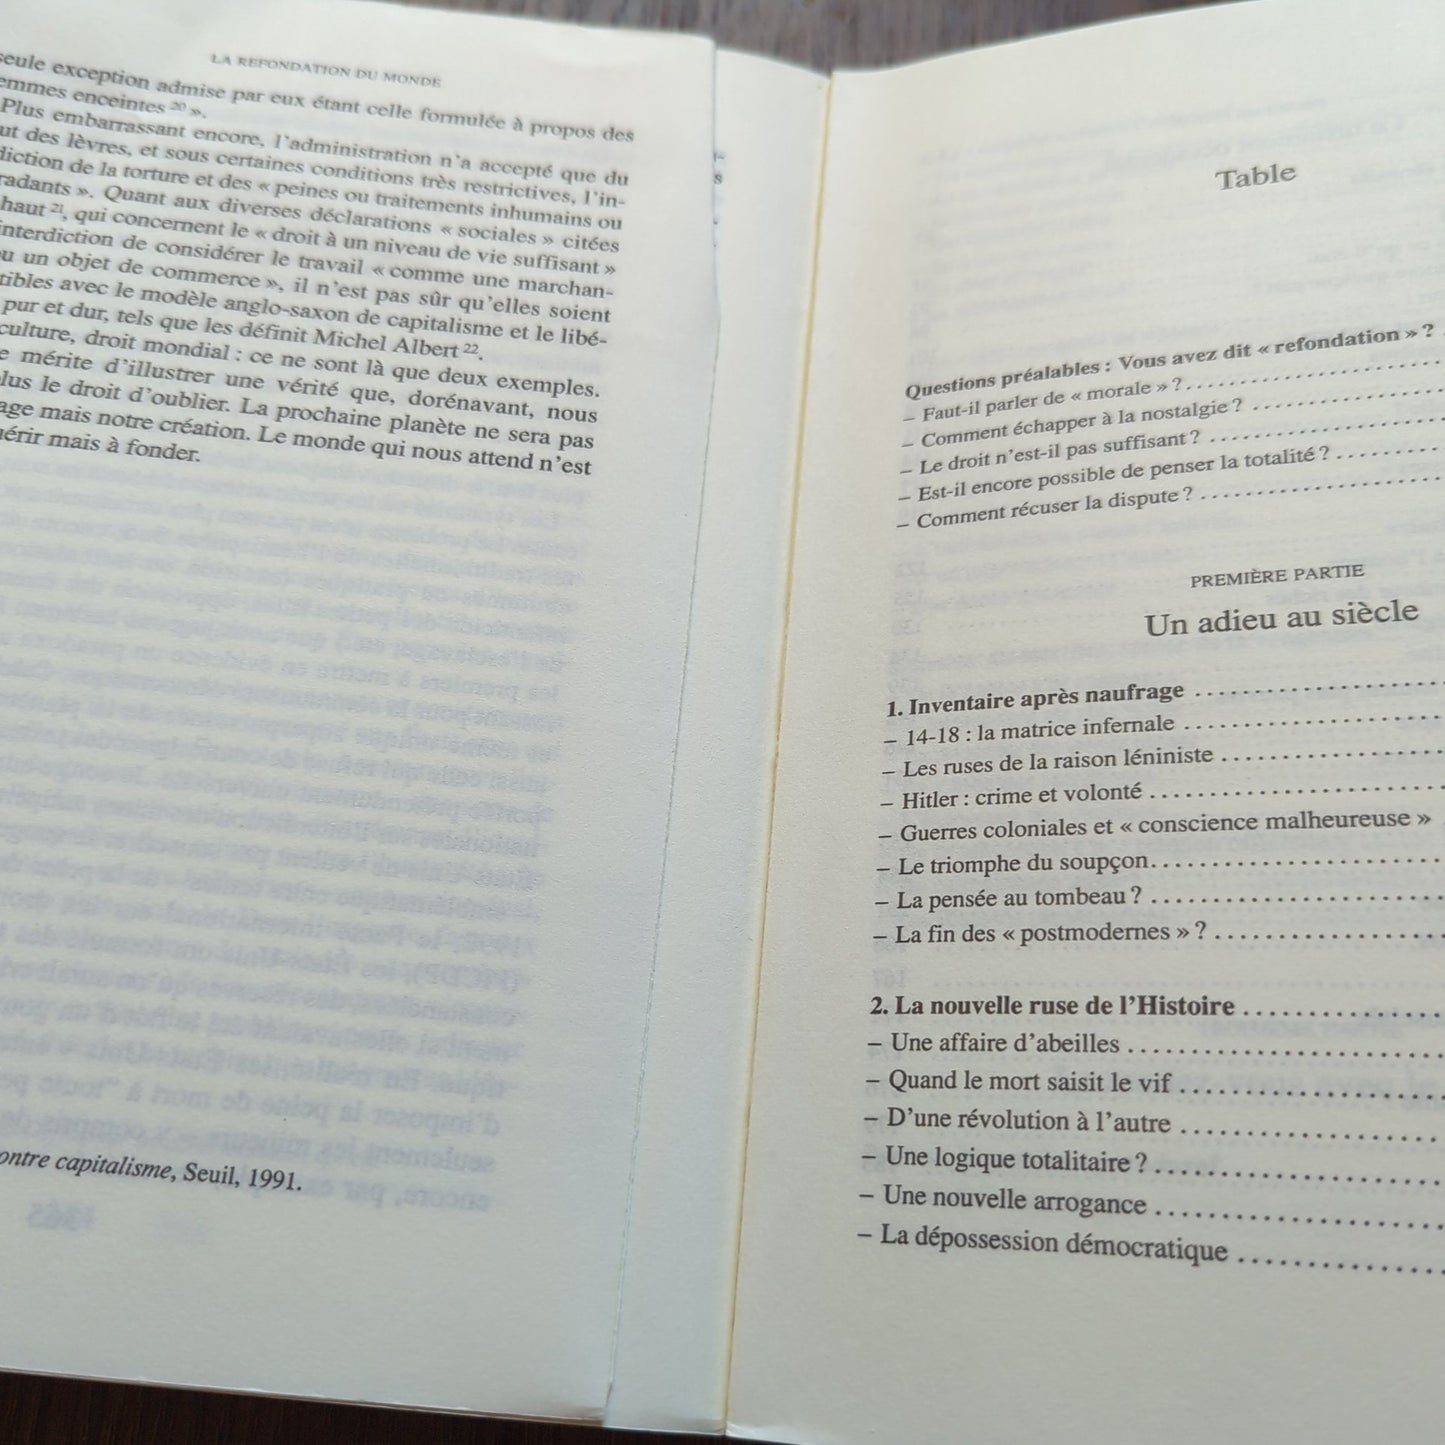 LA REFONDATION DU MONDE
seule exception admise par eux étant celle formulée à propos des
emmes enceintes ²⁰ ».
Plus embarrassant encore, l'administration n'a accepté que du
ut des lèvres, et sous certaines conditions très restrictives, l'in-
diction de la torture et des « peines ou traitements inhumains ou
radants ». Quant aux diverses déclarations « sociales » citées
haut ²¹, qui concernent le « droit à un niveau de vie suffisant »
interdiction de considérer le travail « comme une marchan-
u un objet de commerce », il n'est pas sûr qu'elles soient
tibles avec le modèle anglo-saxon de capitalisme et le libé-
pur et dur, tels que les définit Michel Albert ²².
culture, droit mondial : ce ne sont là que deux exemples.
e mérite d'illustrer une vérité que, dorénavant, nous
lus le droit d'oublier. La prochaine planète ne sera pas
age mais notre création. Le monde qui nous attend n'est
érir mais à fonder.
ontre capitalisme, Seuil, 1991.
Table
Questions préalables : Vous avez dit « refondation » ?
– Faut-il parler de « morale » ? . . . . . . . . . . . . . . . . . . . .
– Comment échapper à la nostalgie ? . . . . . . . . . . . . . . .
– Le droit n'est-il pas suffisant ? . . . . . . . . . . . . . . . . . .
– Est-il encore possible de penser la totalité ? . . . . . . . .
– Comment récuser la dispute ? . . . . . . . . . . . . . . . . . . .
PREMIÈRE PARTIE
Un adieu au siècle
1. Inventaire après naufrage . . . . . . . . . . . . . . . . . .
– 14-18 : la matrice infernale . . . . . . . . . . . . . . . . . .
– Les ruses de la raison léniniste . . . . . . . . . . . . . . .
– Hitler : crime et volonté . . . . . . . . . . . . . . . . . . . .
– Guerres coloniales et « conscience malheureuse »
– Le triomphe du soupçon. . . . . . . . . . . . . . . . . . . .
– La pensée au tombeau ? . . . . . . . . . . . . . . . . . . . .
– La fin des « postmodernes » ? . . . . . . . . . . . . . . . .
2. La nouvelle ruse de l'Histoire . . . . . . . . . . . . . .
– Une affaire d'abeilles . . . . . . . . . . . . . . . . . . . . .
– Quand le mort saisit le vif . . . . . . . . . . . . . . . . . .
– D'une révolution à l'autre . . . . . . . . . . . . . . . . . .
– Une logique totalitaire ? . . . . . . . . . . . . . . . . . . .
– Une nouvelle arrogance . . . . . . . . . . . . . . . . . . .
– La dépossession démocratique . . . . . . . . . . . . . .